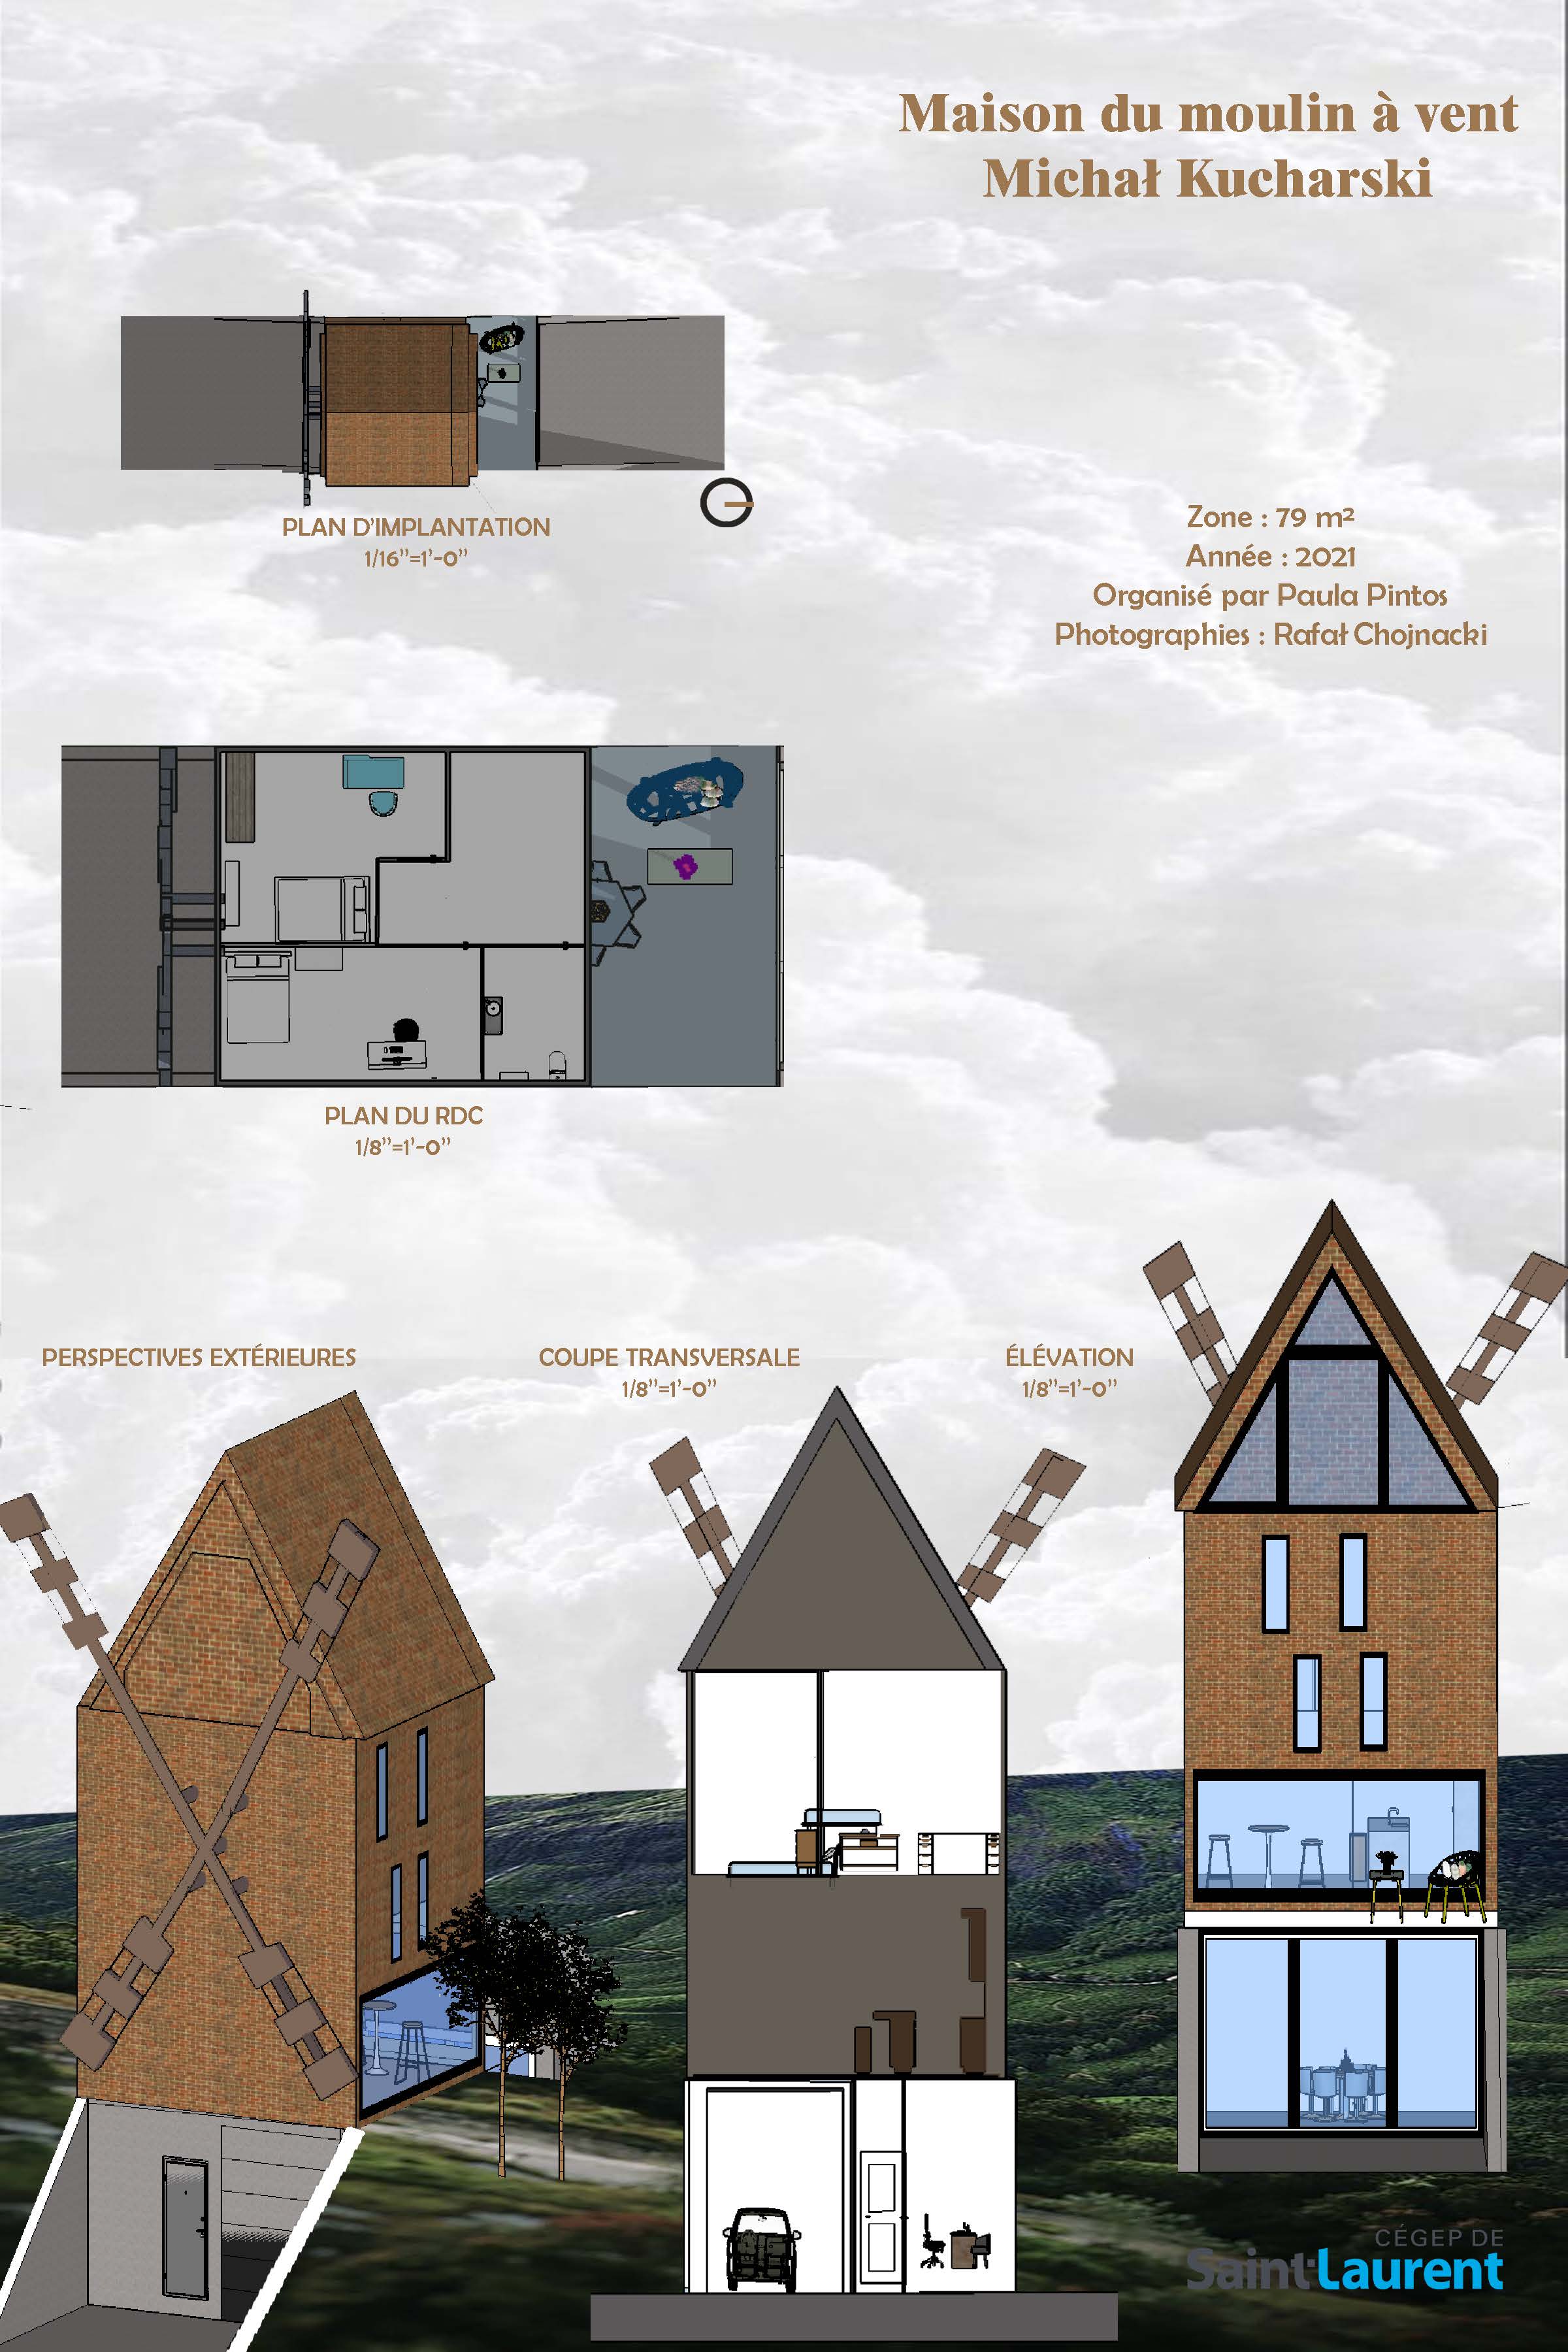 Maison du moulin à vent
Michał Kucharski
PLAN D’IMPLANTATION
1/16”=1’-0”
Zone : 79 m²
Année : 2021
Organisé par Paula Pintos
Photographies : Rafał Chojnacki
PLAN DU RDC
1/8”=1’-0”
PERSPECTIVES EXTÉRIEURES
COUPE TRANSVERSALE
1/8”=1’-0”
ÉLÉVATION
1/8”=1’-0”
CÉGEP DE
Saint-Laurent